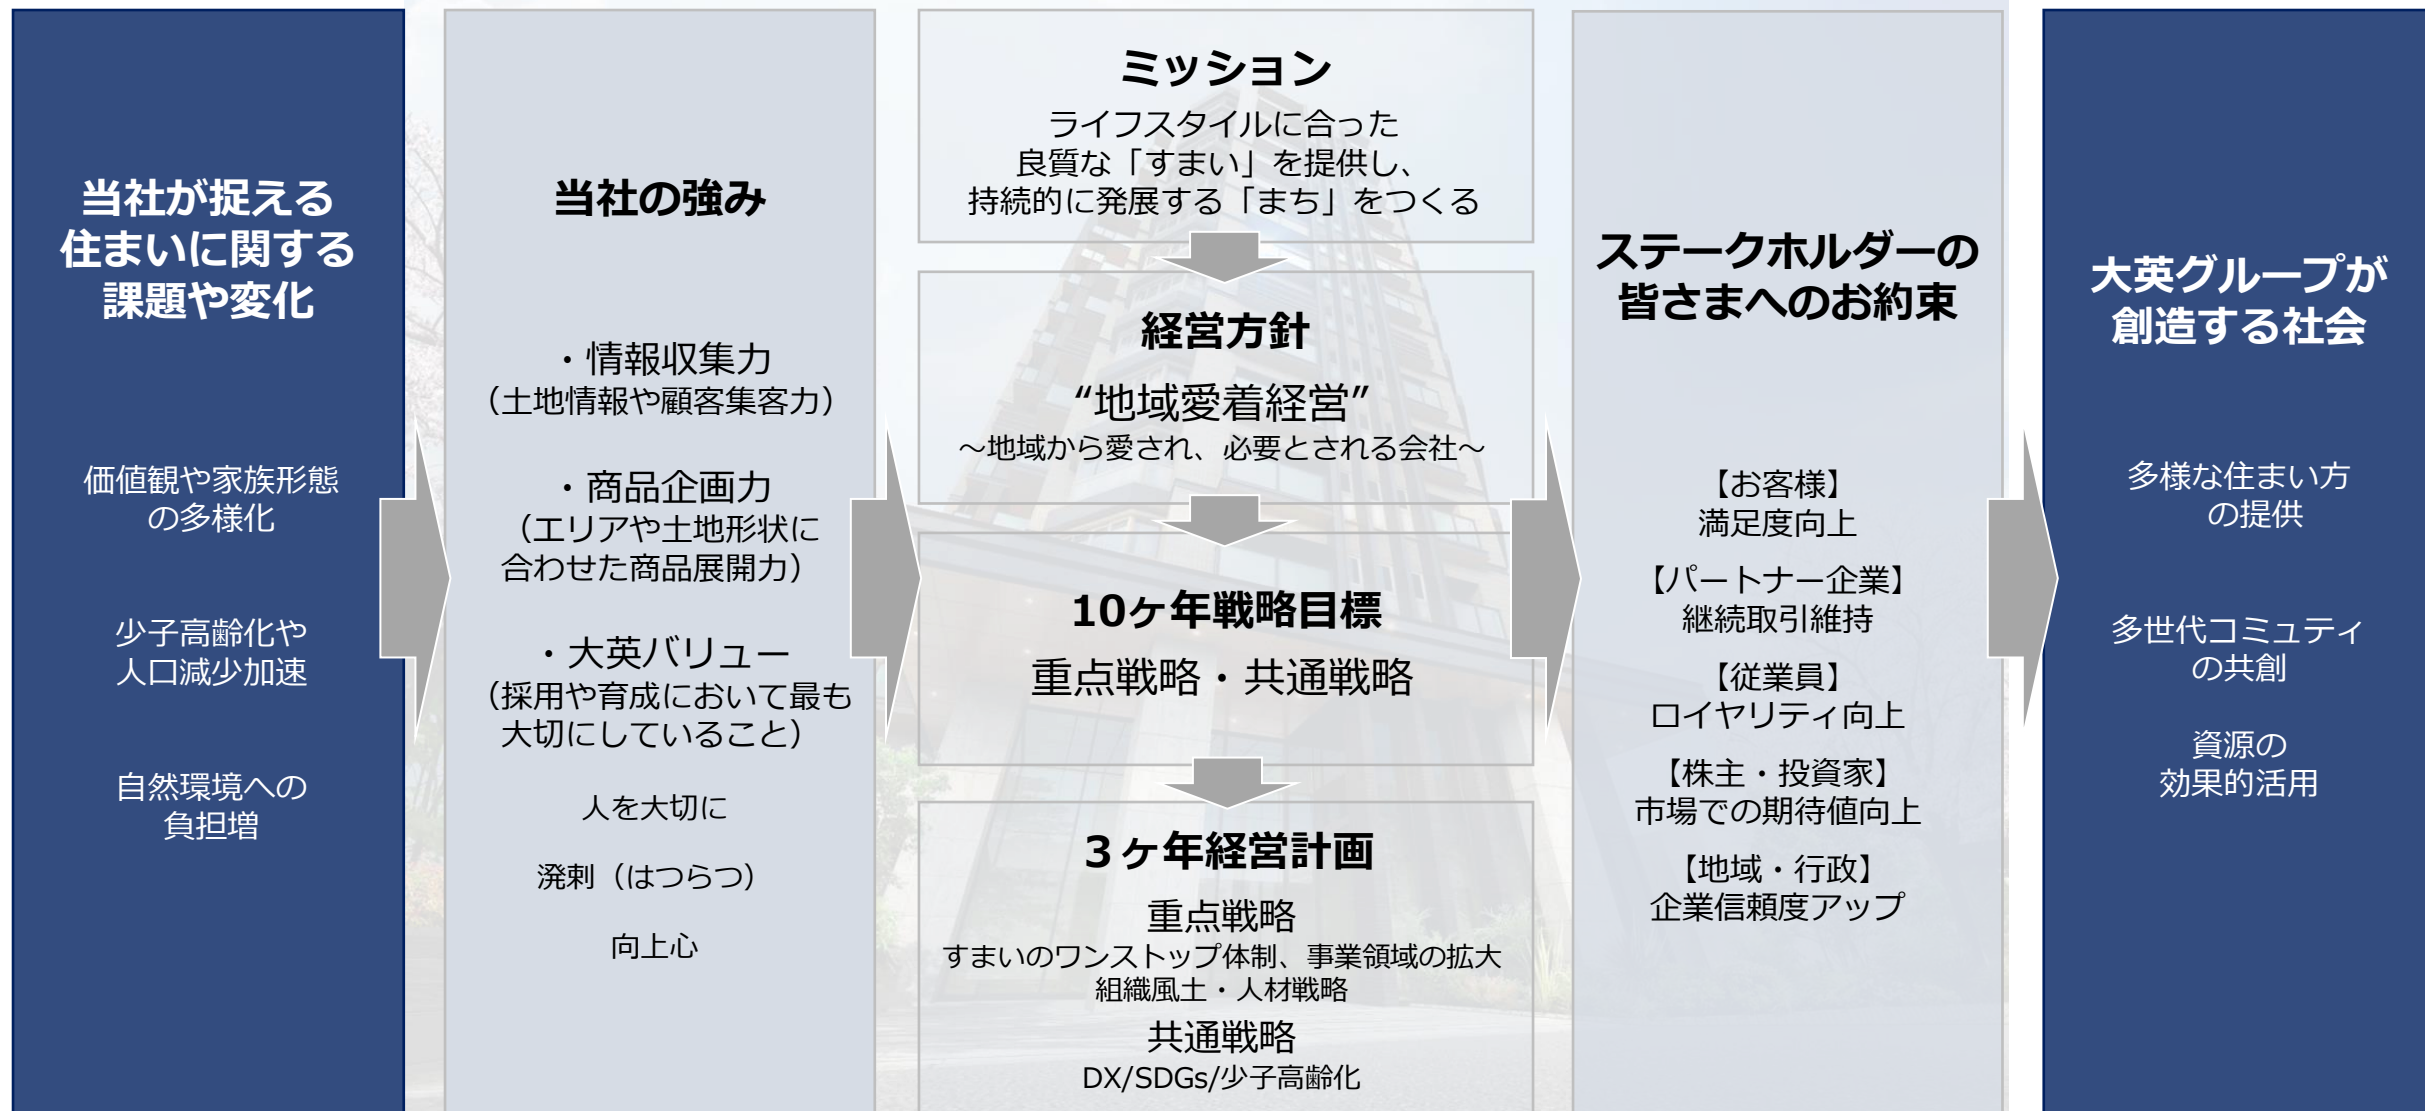 当社が捉える
住まいに関する
課題や変化
価値観や家族形態
の多様化
少子高齢化や
人口減少加速
自然環境への
負担増
当社の強み
・情報収集力
（土地情報や顧客集客力）
・商品企画力
（エリアや土地形状に
合わせた商品展開力）
・大英バリュー
（採用や育成において最も
大切にしていること）
人を大切に
溌剌（はつらつ）
向上心
ミッション
ライフスタイルに合った
良質な「すまい」を提供し、
持続的に発展する「まち」をつくる
経営方針
“地域愛着経営”
～地域から愛され、必要とされる会社～
10ヶ年戦略目標
重点戦略・共通戦略
３ヶ年経営計画
重点戦略
すまいのワンストップ体制、事業領域の拡大
組織風土・人材戦略
共通戦略
DX/SDGs/少子高齢化
ステークホルダーの
皆さまへのお約束
【お客様】
満足度向上
【パートナー企業】
継続取引維持
【従業員】
ロイヤリティ向上
【株主・投資家】
市場での期待値向上
【地域・行政】
企業信頼度アップ
大英グループが
創造する社会
多様な住まい方
の提供
多世代コミュティ
の共創
資源の
効果的活用